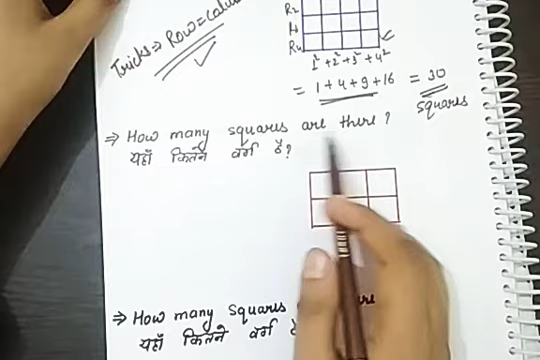 Tricks → Row = Colu
R2
R4
1² + 2² + 3² + 4²
= 1 + 4 + 9 + 16 = 30
squares
⇒ How many squares are there?
यहाँ कितने वर्ग है?
⇒ How many squares
यहाँ कितने वर्ग